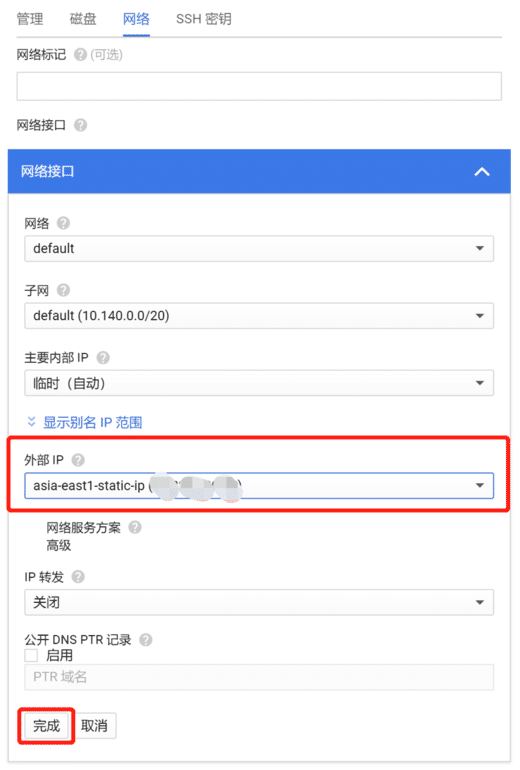 管理 磁盘 网络 SSH 密钥
网络标记 (可选)
网络接口
网络接口
网络
default
子网
default (10.140.0.0/20)
主要内部 IP
临时（自动）
显示别名 IP 范围
外部 IP
asia-east1-static-ip (
网络服务方案
高级
IP 转发
关闭
公开 DNS PTR 记录
启用
PTR 域名
完成 取消